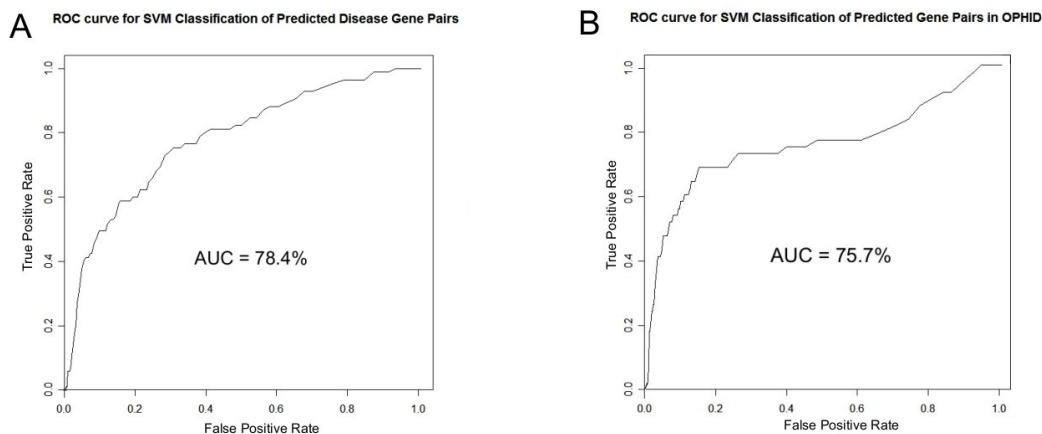 A
ROC curve for SVM Classification of Predicted Disease Gene Pairs
True Positive Rate
1.0
0.8
0.6
0.4
0.2
0.0
AUC = 78.4%
0.0 0.2 0.4 0.6 0.8 1.0
False Positive Rate
B
ROC curve for SVM Classification of Predicted Gene Pairs in OPHID
True Positive Rate
1.0
0.8
0.6
0.4
0.2
0.0
AUC = 75.7%
0.0 0.2 0.4 0.6 0.8 1.0
False Positive Rate